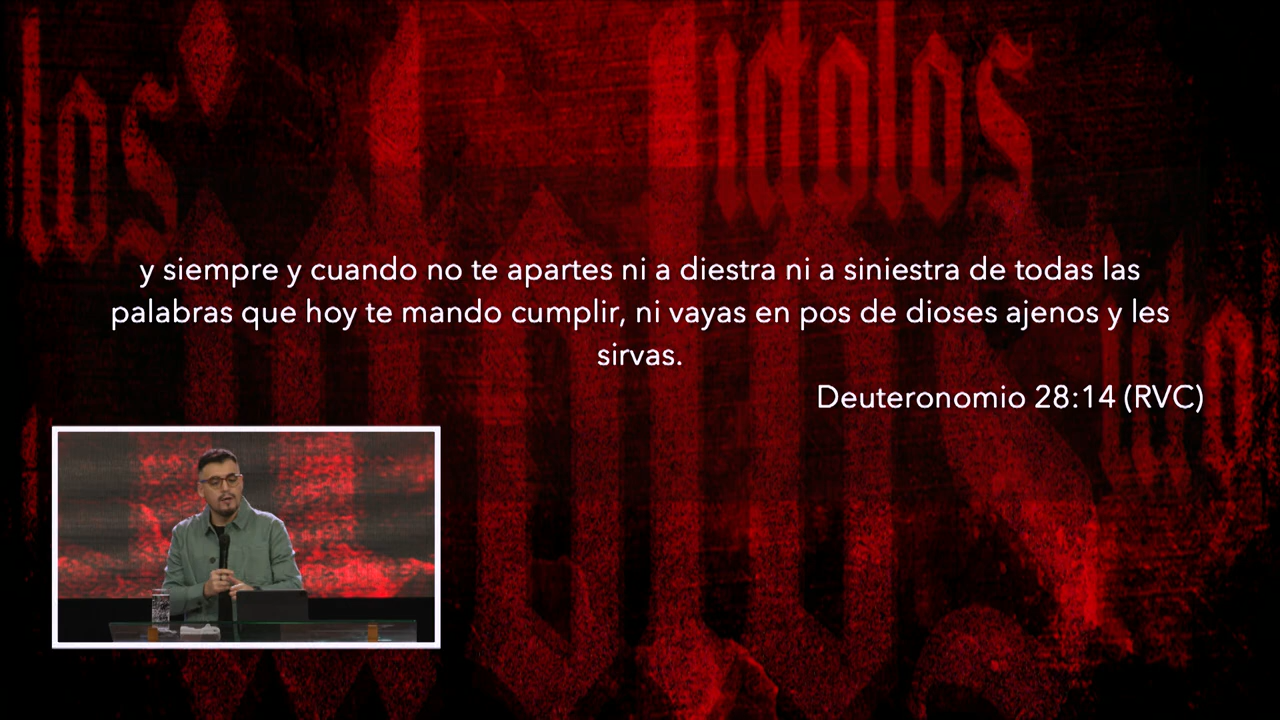 los
idolos
y siempre y cuando no te apartes ni a diestra ni a siniestra de todas las
palabras que hoy te mando cumplir, ni vayas en pos de dioses ajenos y les
sirvas.
Deuteronomio 28:14 (RVC)